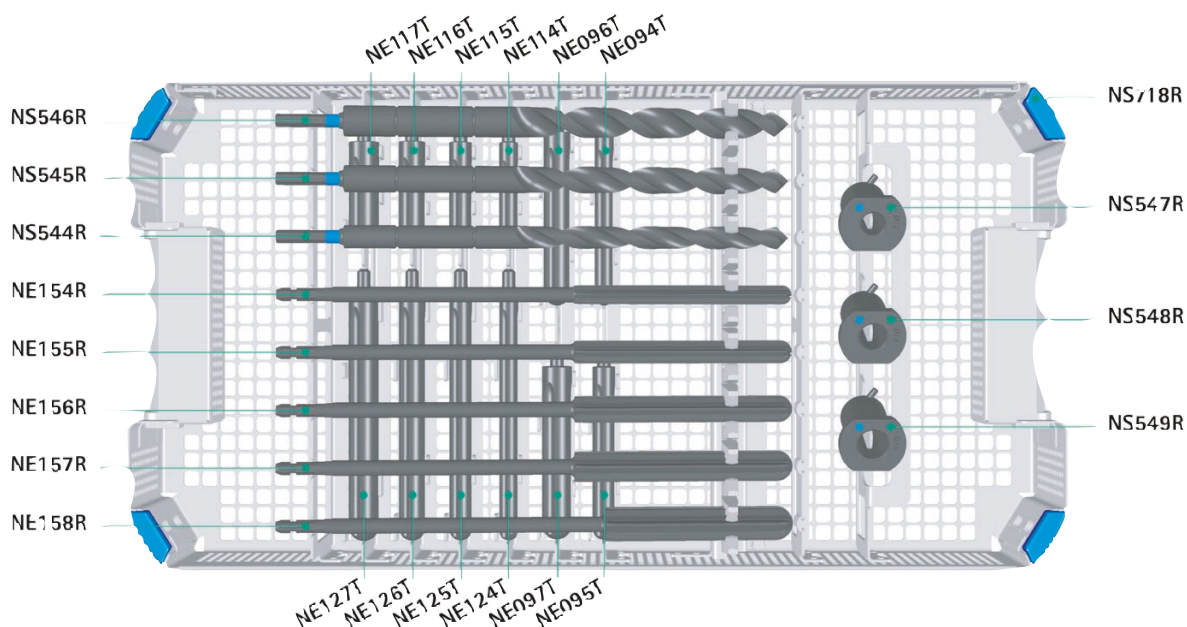 NE117T NE116T NE115T NE114T NE096T NE094T
NS546R
NS545R
NS544R
NE154R
NE155R
NE156R
NE157R
NE158R
NS718R
NS547R
NS548R
NS549R
NE127T NE126T NE125T NE124T NE097T NE095T